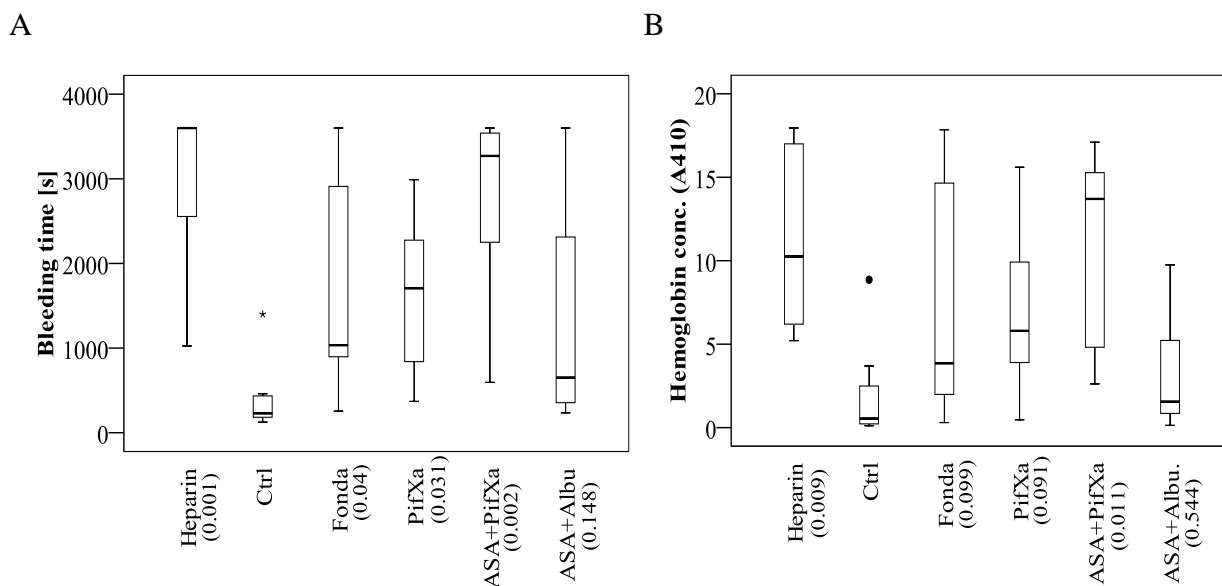 A
Bleeding time [s]
4000
3000
2000
1000
0
Heparin
(0.001)
Ctrl
Fonda
(0.04)
PifXa
(0.031)
ASA+PifXa
(0.002)
ASA+Albu
(0.148)
B
Hemoglobin conc. (A410)
20
15
10
5
0
Heparin
(0.009)
Ctrl
Fonda
(0.099)
PifXa
(0.091)
ASA+PifXa
(0.011)
ASA+Albu.
(0.544)